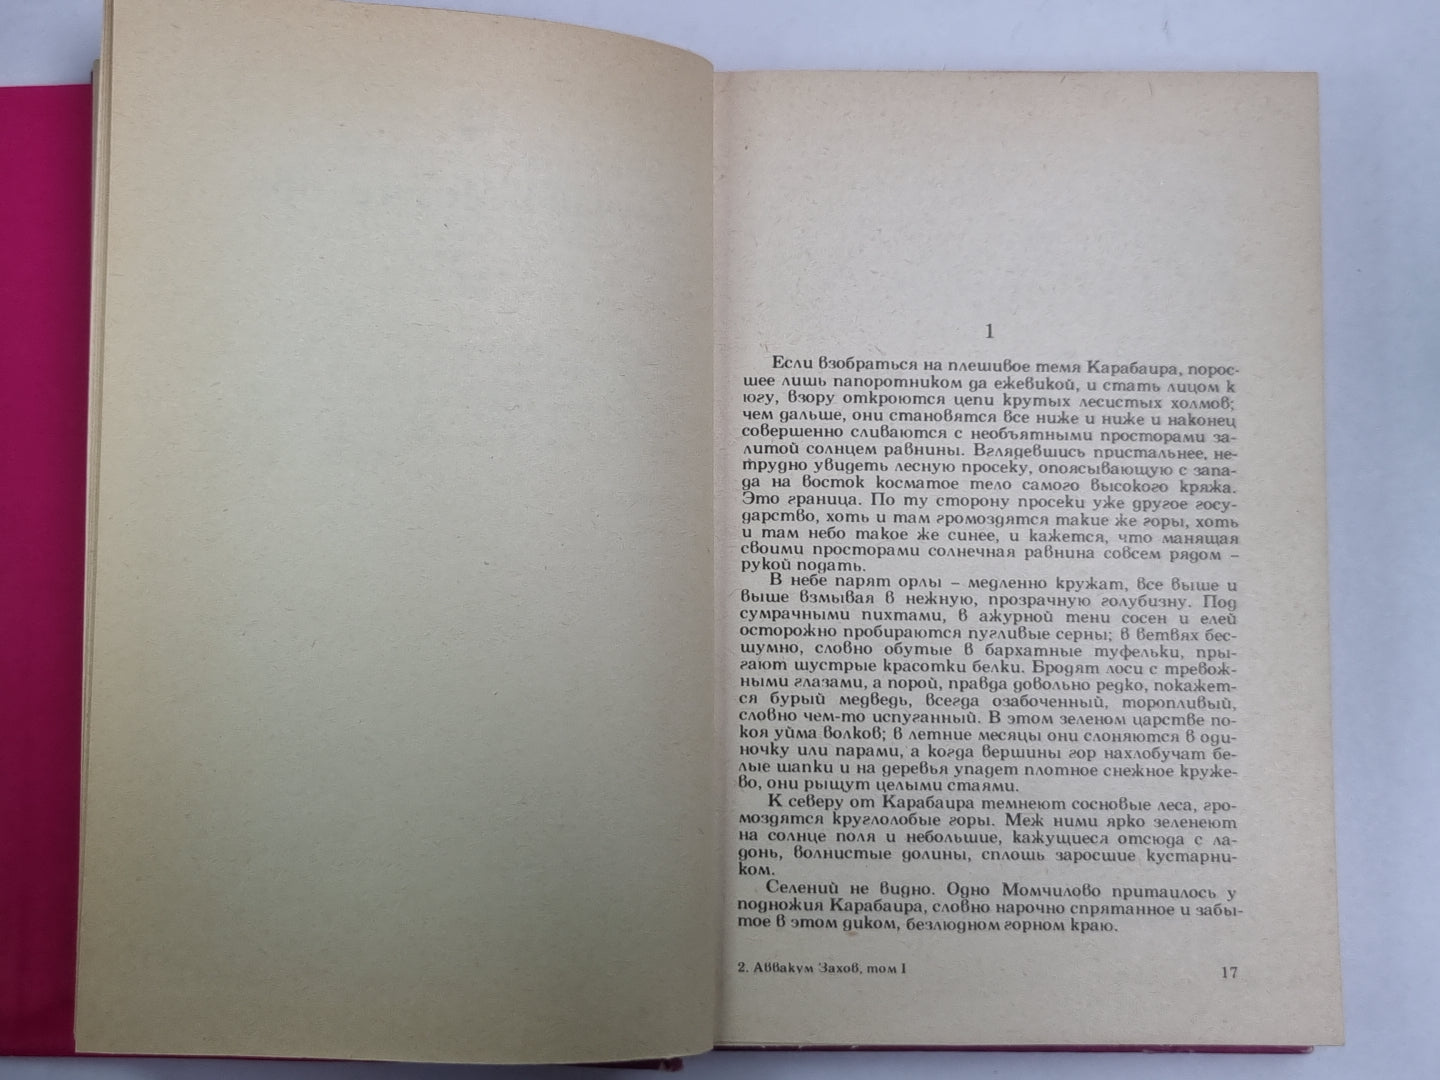 1
Если взобраться на плешивое темя Карабаира, порос-
шее лишь папоротником да ежевикой, и стать лицом к
югу, взору откроются цепи крутых лесистых холмов;
чем дальше, они становятся все ниже и ниже и наконец
совершенно сливаются с необъятными просторами за-
литой солнцем равнины. Вглядевшись пристальнее, не-
трудно увидеть лесную просеку, опоясывающую с запа-
да на восток косматое тело самого высокого кряжа.
Это граница. По ту сторону просеки уже другое госу-
дарство, хоть и там громоздятся такие же горы, хоть
и там небо такое же синее, и кажется, что манящая
своими просторами солнечная равнина совсем рядом –
рукой подать.
В небе парят орлы – медленно кружат, все выше и
выше взмывая в нежную, прозрачную голубизну. Под
сумрачными пихтами, в ажурной тени сосен и елей
осторожно пробираются пугливые серны; в ветвях бес-
шумно, словно обутые в бархатные туфельки, пры-
гают шустрые красотки белки. Бродят лоси с тревож-
ными глазами, а порой, правда довольно редко, покажет-
ся бурый медведь, всегда озабоченный, торопливый,
словно чем-то испуганный. В этом зеленом царстве по-
коя уйма волков; в летние месяцы они слоняются в оди-
ночку или парами, а когда вершины гор нахлобучат бе-
лые шапки и на деревья упадет плотное снежное круже-
во, они рыщут целыми стаями.
К северу от Карабаира темнеют сосновые леса, гро-
моздятся круглолобые горы. Меж ними ярко зеленеют
на солнце поля и небольшие, кажущиеся отсюда с ла-
донь, волнистые долины, сплошь заросшие кустарни-
ком.
Селений не видно. Одно Момчилово притаилось у
подножия Карабаира, словно нарочно спрятанное и забы-
тое в этом диком, безлюдном горном краю.
2. Аввакум Захов, том I
17